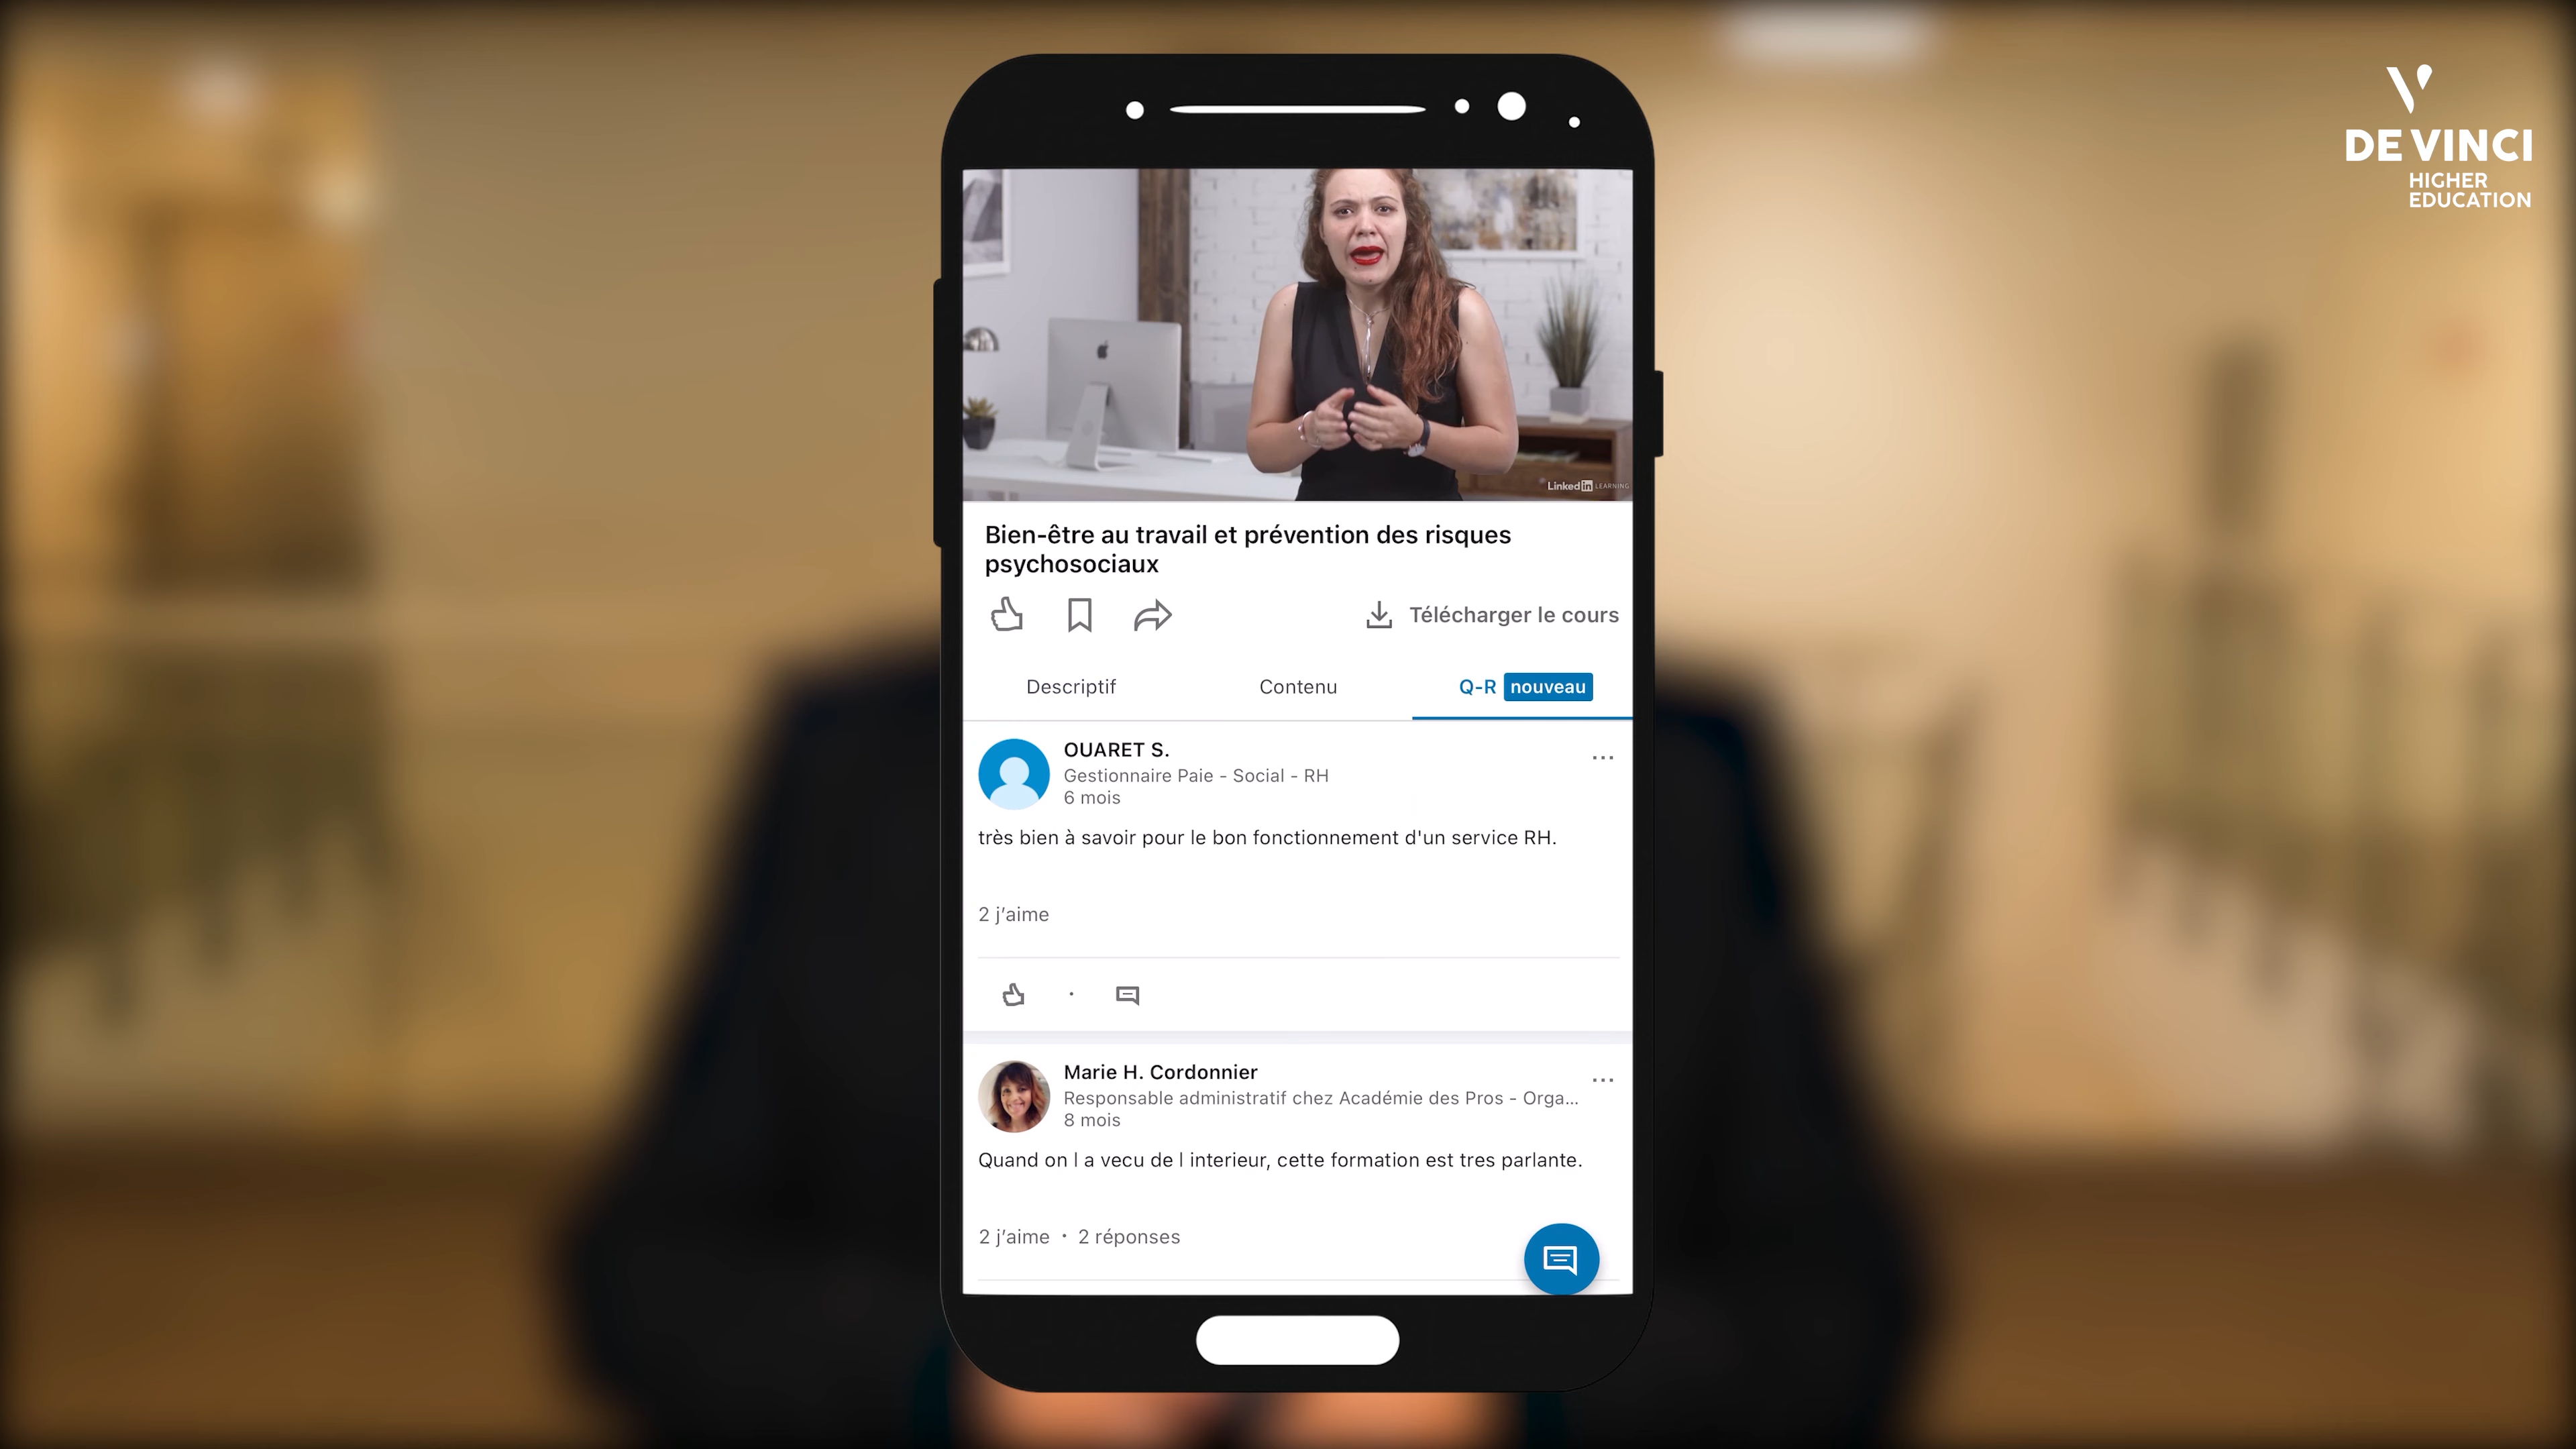 DE VINCI
HIGHER
EDUCATION
Linked in LEARNING
Bien-être au travail et prévention des risques
psychosociaux
Télécharger le cours
Descriptif
Contenu
Q-R nouveau
OUARET S.
Gestionnaire Paie - Social - RH
6 mois
très bien à savoir pour le bon fonctionnement d'un service RH.
2 j’aime
Marie H. Cordonnier
Responsable administratif chez Académie des Pros - Orga...
8 mois
Quand on l a vecu de l interieur, cette formation est tres parlante.
2 j’aime • 2 réponses